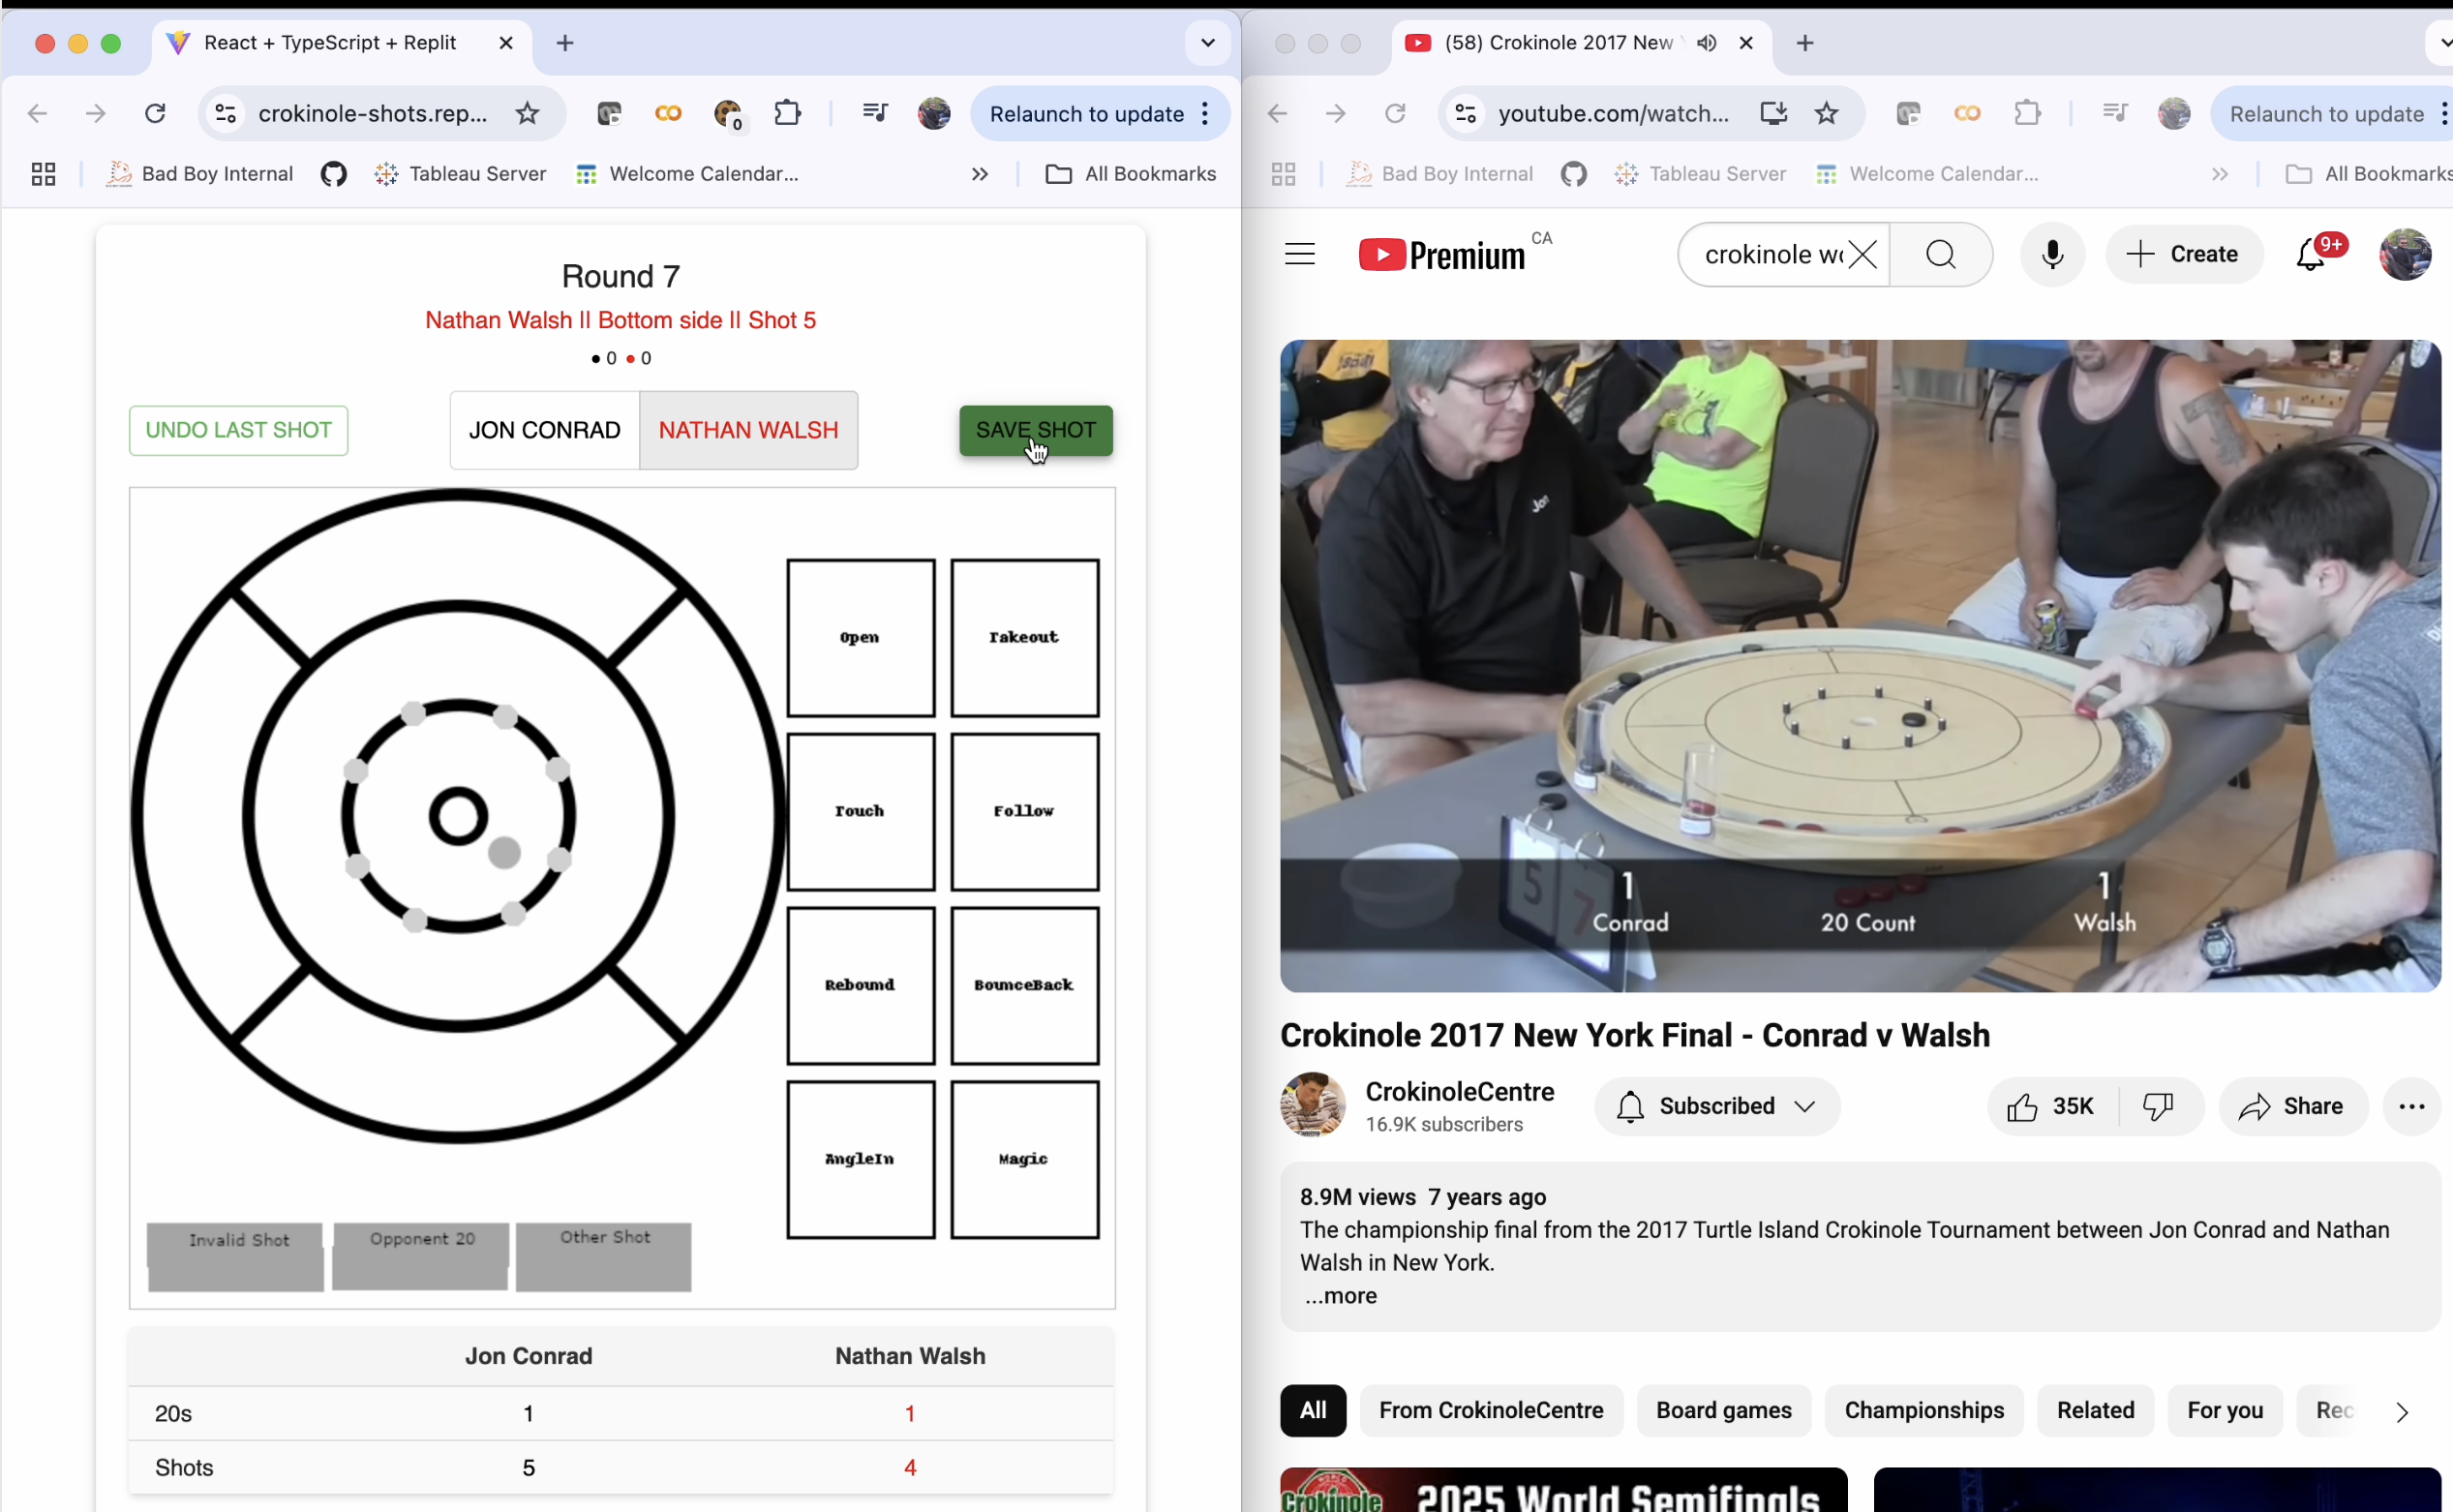 React + TypeScript + Replit
crokinole-shots.rep...
0
Relaunch to update
Bad Boy Internal
Tableau Server
Welcome Calendar...
All Bookmarks
Round 7
Nathan Walsh || Bottom side || Shot 5
● 0 ● 0
UNDO LAST SHOT
JON CONRAD
NATHAN WALSH
SAVE SHOT
Open
Takeout
Touch
Follow
Rebound
BounceBack
AngleIn
Magic
Invalid Shot
Opponent 20
Other Shot
Jon Conrad
Nathan Walsh
20s
1
1
Shots
5
4
(58) Crokinole 2017 New
youtube.com/watch...
Relaunch to update
Bad Boy Internal
Tableau Server
Welcome Calendar...
All Bookmarks
Premium
CA
crokinole wo
Create
9+
Jon
5
7
1
1
Conrad
20 Count
Walsh
Crokinole 2017 New York Final - Conrad v Walsh
CrokinoleCentre
16.9K subscribers
Subscribed
35K
Share
8.9M views 7 years ago
The championship final from the 2017 Turtle Island Crokinole Tournament between Jon Conrad and Nathan
Walsh in New York.
...more
All
From CrokinoleCentre
Board games
Championships
Related
For you
Rec
Crokinole
2025 World Semifinals